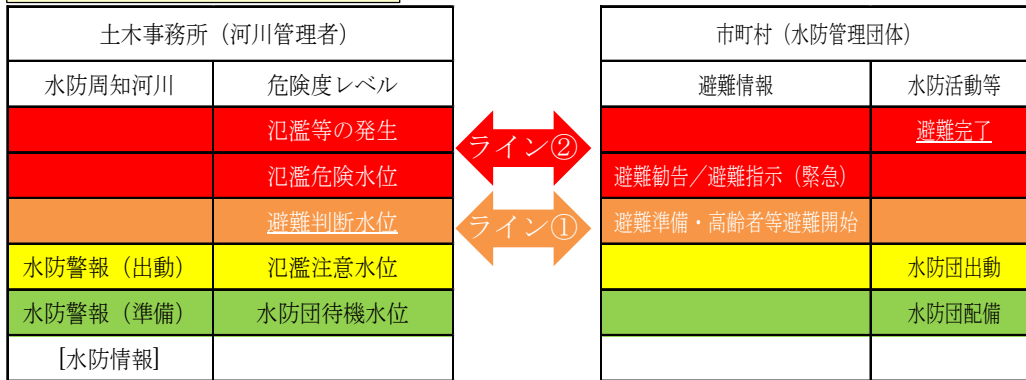 土木事務所（河川管理者）
水防周知河川 危険度レベル
氾濫等の発生
氾濫危険水位
避難判断水位
水防警報（出動） 氾濫注意水位
水防警報（準備） 水防団待機水位
[水防情報]
ライン②
ライン①
市町村（水防管理団体）
避難情報 水防活動等
避難完了
避難勧告／避難指示（緊急）
避難準備・高齢者等避難開始
水防団出動
水防団配備